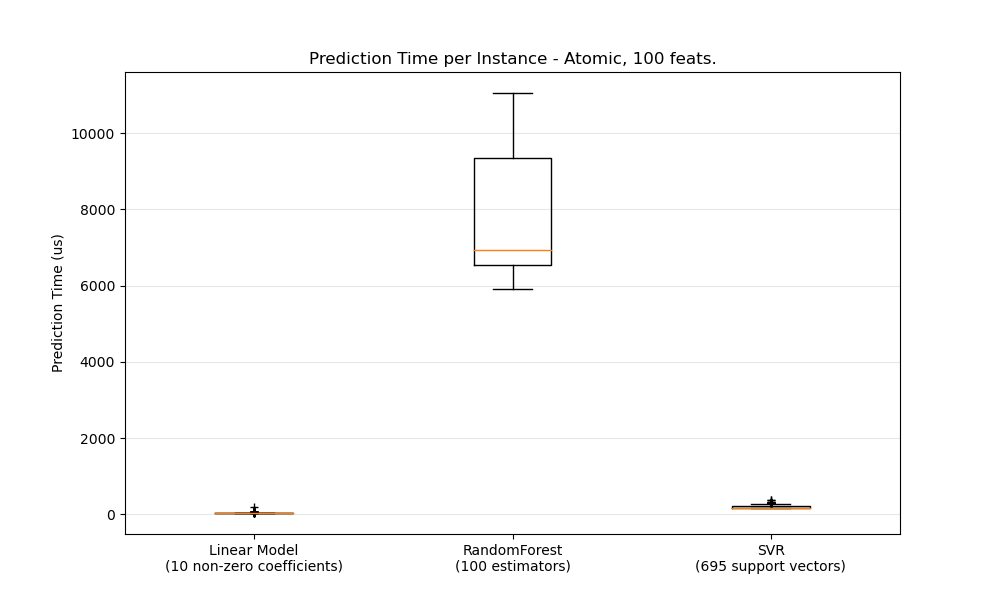 Prediction Time per Instance - Atomic, 100 feats.
Prediction Time (us)
10000
8000
6000
4000
2000
0
Linear Model
(10 non-zero coefficients)
RandomForest
(100 estimators)
SVR
(695 support vectors)